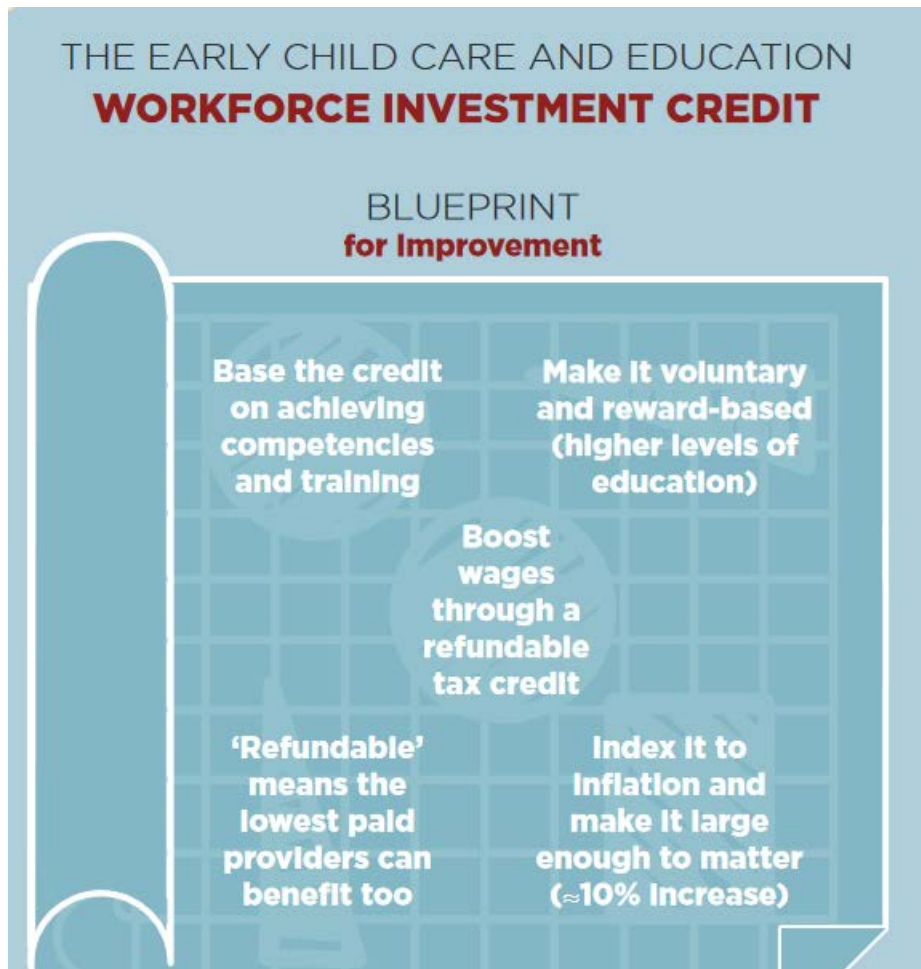 THE EARLY CHILD CARE AND EDUCATION
WORKFORCE INVESTMENT CREDIT
BLUEPRINT
for Improvement
Base the credit
on achieving
competencies
and training
Make it voluntary
and reward-based
(higher levels of
education)
Boost
wages
through a
refundable
tax credit
‘Refundable’
means the
lowest paid
providers can
benefit too
Index it to
inflation and
make it large
enough to matter
(≈10% increase)